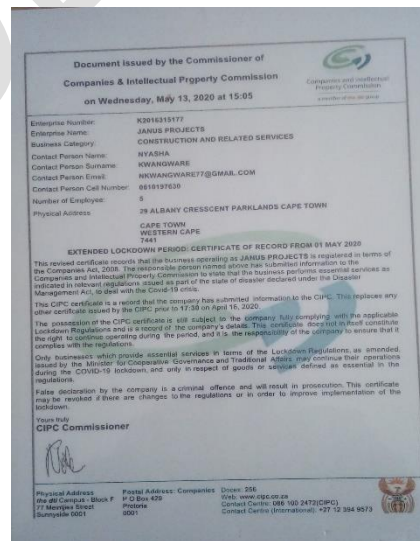 Document issued by the Commissioner of
Companies & Intellectual Property Commission
on Wednesday, May 13, 2020 at 15:05
Companies and Intellectual
Property Commission
a member of the dtic group
Enterprise Number: K2016315177
Enterprise Name: JANUS PROJECTS
Business Category: CONSTRUCTION AND RELATED SERVICES
Contact Person Name: NYASHA
Contact Person Surname: KWANGWARE
Contact Person Email: NKWANGWARE77@GMAIL.COM
Contact Person Cell Number: 0818197630
Number of Employee: 5
Physical Address 29 ALBANY CRESSCENT PARKLANDS CAPE TOWN
CAPE TOWN
WESTERN CAPE
7441
EXTENDED LOCKDOWN PERIOD: CERTIFICATE OF RECORD FROM 01 MAY 2020
This revised certificate records that the business operating as JANUS PROJECTS is registered in terms of
the Companies Act, 2008. The responsible person named above has submitted information to the
Companies and Intellectual Property Commission to state that the business performs essential services as
indicated in relevant regulations issued as part of the state of disaster declared under the Disaster
Management Act, to deal with the Covid-19 crisis.
This CIPC certificate is a record that the company has submitted information to the CIPC. This replaces any
other certificate issued by the CIPC prior to 17:38 on April 16, 2020.
The possession of the CIPC certificate is still subject to the company fully complying with the applicable
Lockdown Regulations and is a record of the company's details. This certificate does not in itself constitute
the right to continue operating during the period, and it is the responsibility of the company to ensure that it
complies with the regulations.
Only businesses which provide essential services in terms of the Lockdown Regulations, as amended,
issued by the Minister for Cooperative Governance and Traditional Affairs may continue their operations
during the COVID-19 lockdown, and only in respect of goods or services defined as essential in the
regulations.
False declaration by the company is a criminal offence and will result in prosecution. This certificate
may be revoked if there are changes to the regulations or in order to improve implementation of the
lockdown.
Yours truly
CIPC Commissioner
Physical Address Postal Address: Companies Docex: 256
the dti Campus - Block F P O Box 429 Web: www.cipc.co.za
77 Meintjies Street Pretoria Contact Centre: 086 100 2473(CIPC)
Sunnyside 0001 0001 Contact Centre (International): +27 12 394 9573